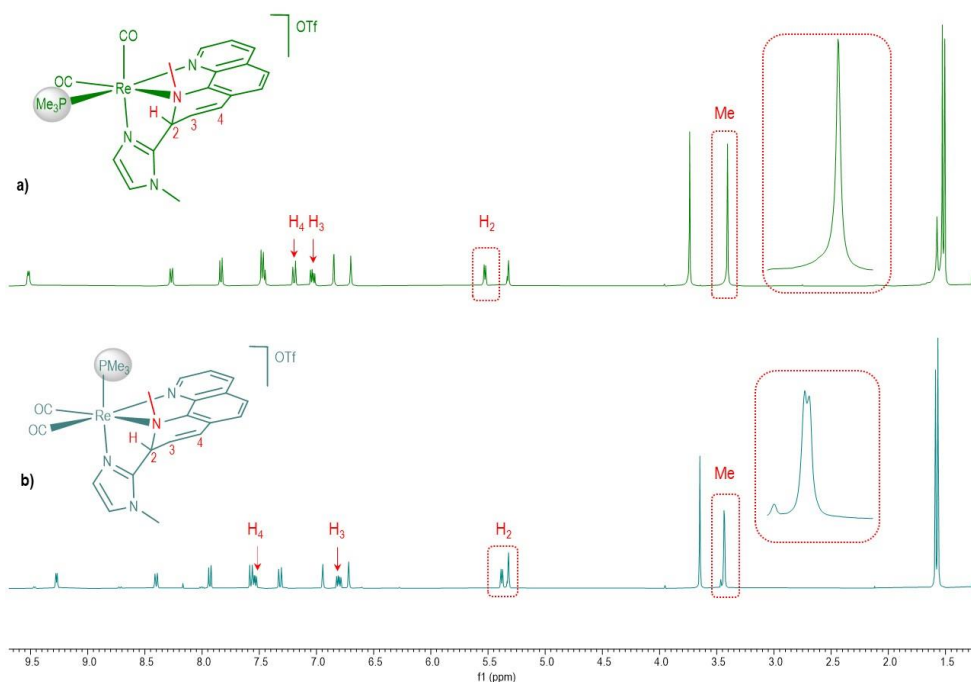 CO
OTf
OC
Re
N
Me₃P
N
H
2
3
4
N
N
a)
Me
H₄ H₃
H₂
PMe₃
OTf
OC
Re
N
OC
N
H
2
3
4
N
N
b)
Me
H₄
H₃
H₂
9.5 9.0 8.5 8.0 7.5 7.0 6.5 6.0 5.5 5.0 4.5 4.0 3.5 3.0 2.5 2.0 1.5
f1 (ppm)